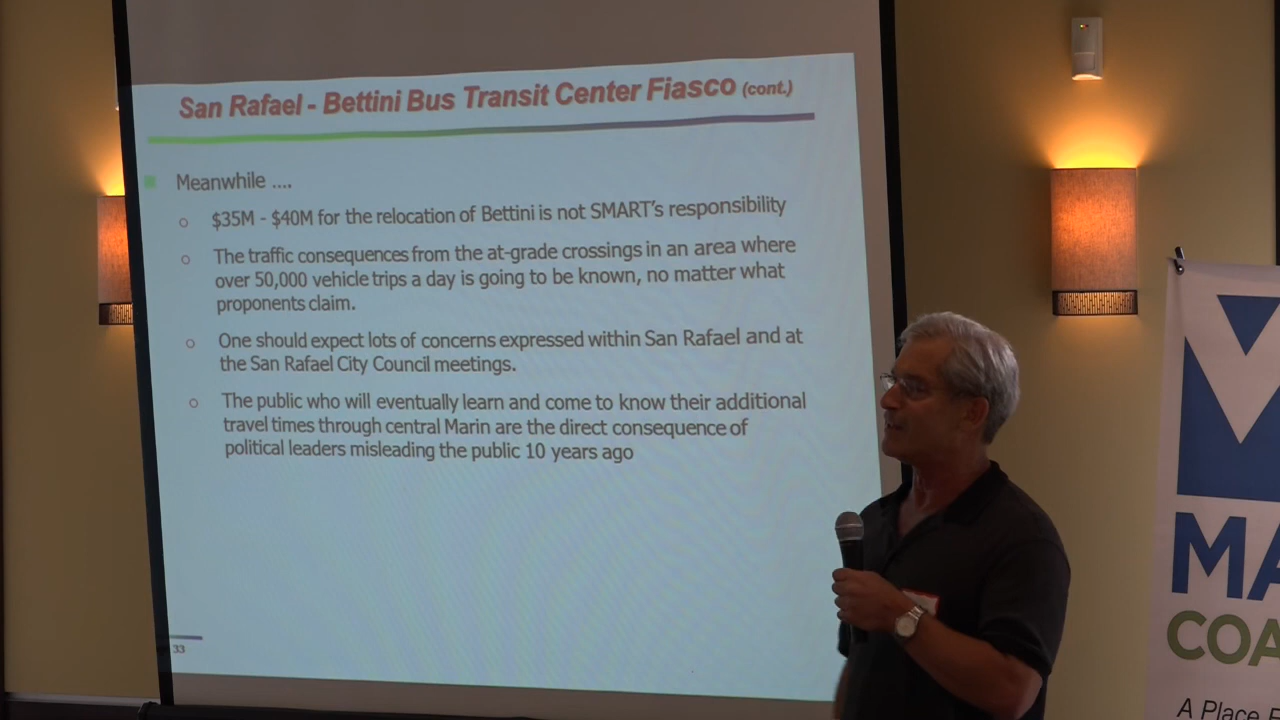 San Rafael - Bettini Bus Transit Center Fiasco (cont.)
Meanwhile ....
$35M - $40M for the relocation of Bettini is not SMART's responsibility
The traffic consequences from the at-grade crossings in an area where
over 50,000 vehicle trips a day is going to be known, no matter what
proponents claim.
One should expect lots of concerns expressed within San Rafael and at
the San Rafael City Council meetings.
The public who will eventually learn and come to know their additional
travel times through central Marin are the direct consequence of
political leaders misleading the public 10 years ago
33
MA
COA
A Place